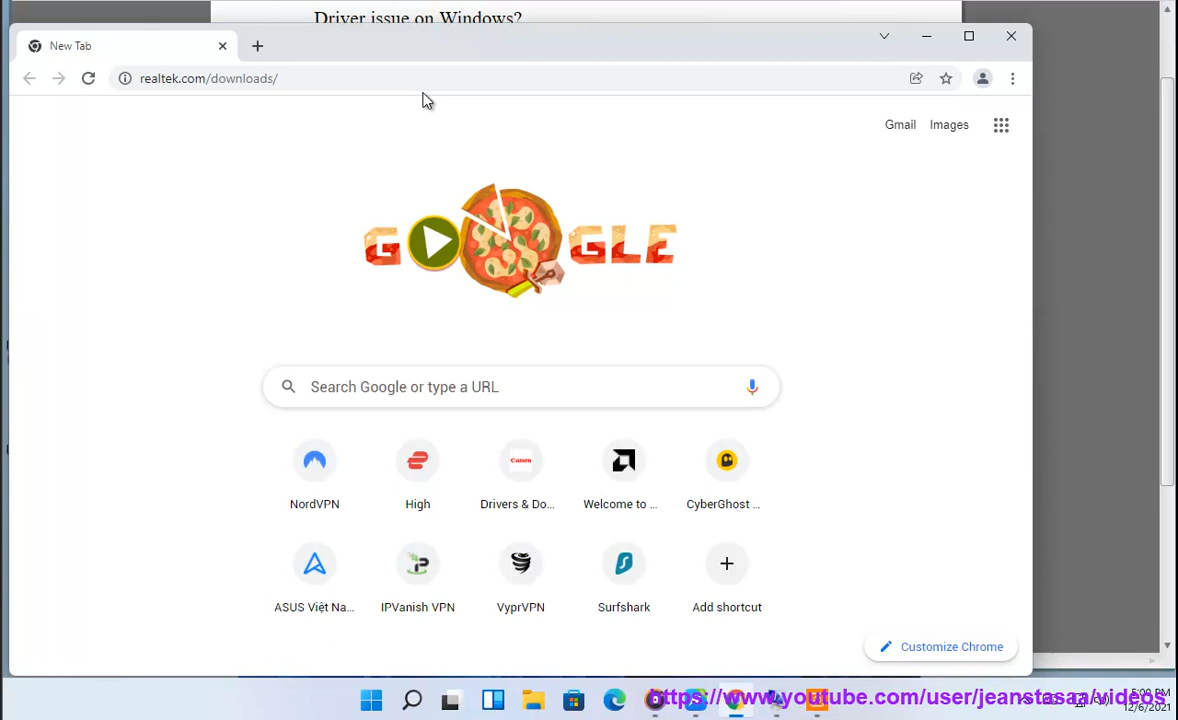 Driver issue on Windows?
New Tab
realtek.com/downloads/
Gmail Images
GOOGLE
Search Google or type a URL
NordVPN High Drivers & Do... Welcome to ... CyberGhost ...
Canon
ASUS Việt Na... IPVanish VPN VyprVPN Surfshark Add shortcut
Customize Chrome
https://www.youtube.com/user/jeanstasaa/videos
12/6/2021